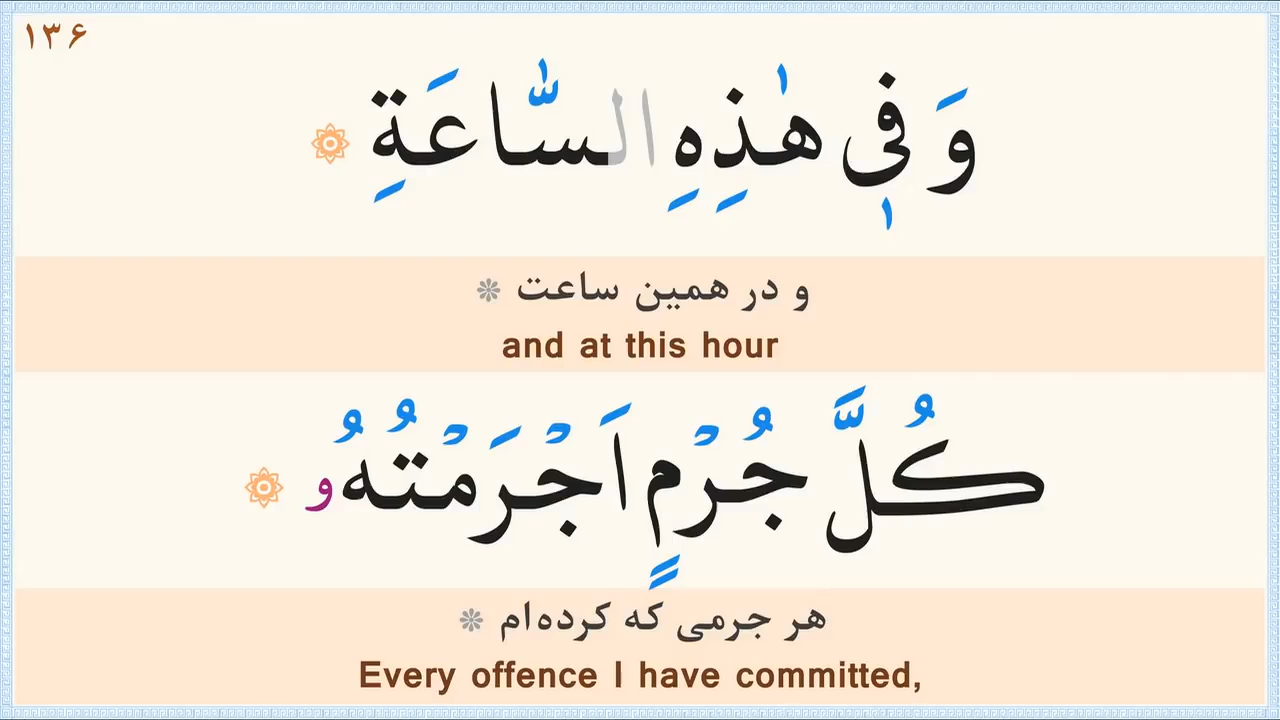 ۱۳۶
وَ فٖی هٰذِهِ السّٰاعَةِ
و در همین ساعت
and at this hour
کُلَّ جُرْمٍ اَجْرَمْتُهُ و
هر جرمی که کرده‌ام
Every offence I have committed,